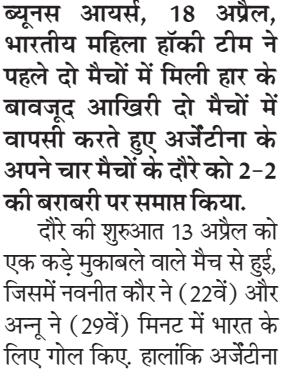 ब्यूनस आयर्स, 18 अप्रैल,
भारतीय महिला हॉकी टीम ने
पहले दो मैचों में मिली हार के
बावजूद आखिरी दो मैचों में
वापसी करते हुए अर्जेंटीना के
अपने चार मैचों के दौरे को 2-2
की बराबरी पर समाप्त किया.
दौरे की शुरुआत 13 अप्रैल को
एक कड़े मुकाबले वाले मैच से हुई,
जिसमें नवनीत कौर ने (22वें) और
अन्नू ने (29वें) मिनट में भारत के
लिए गोल किए. हालांकि अर्जेंटीना